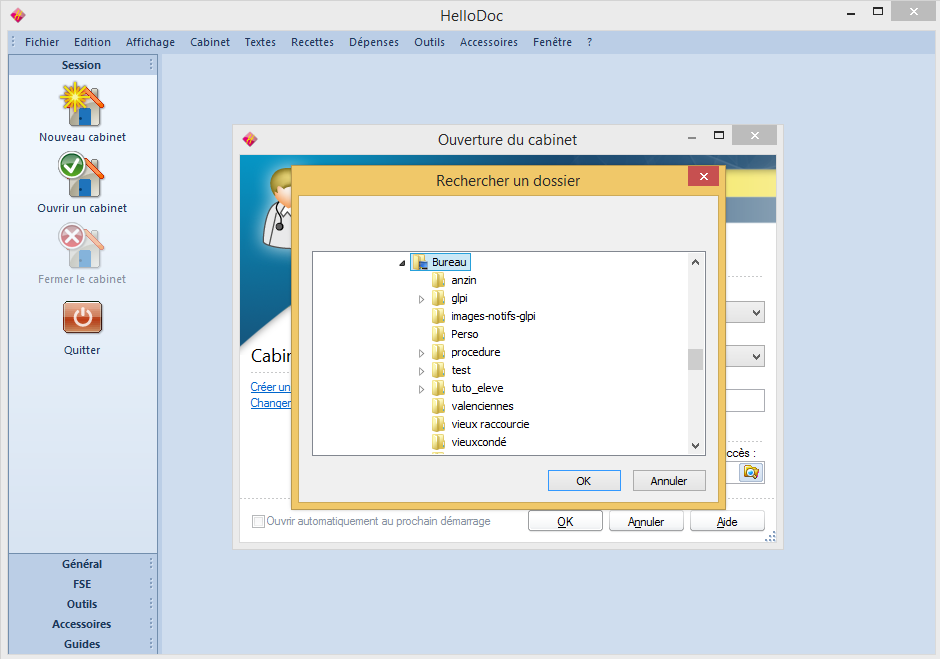 HelloDoc
Fichier Edition Affichage Cabinet Textes Recettes Dépenses Outils Accessoires Fenêtre ?
Session
Nouveau cabinet
Ouvrir un cabinet
Fermer le cabinet
Quitter
Général
FSE
Outils
Accessoires
Guides
Ouverture du cabinet
Cabin
Créer un
Changer
ccès :
Ouvrir automatiquement au prochain démarrage
OK Annuler Aide
Rechercher un dossier
Bureau
anzin
glpi
images-notifs-glpi
Perso
procedure
test
tuto_eleve
valenciennes
vieux raccourcie
vieuxcondé
OK Annuler